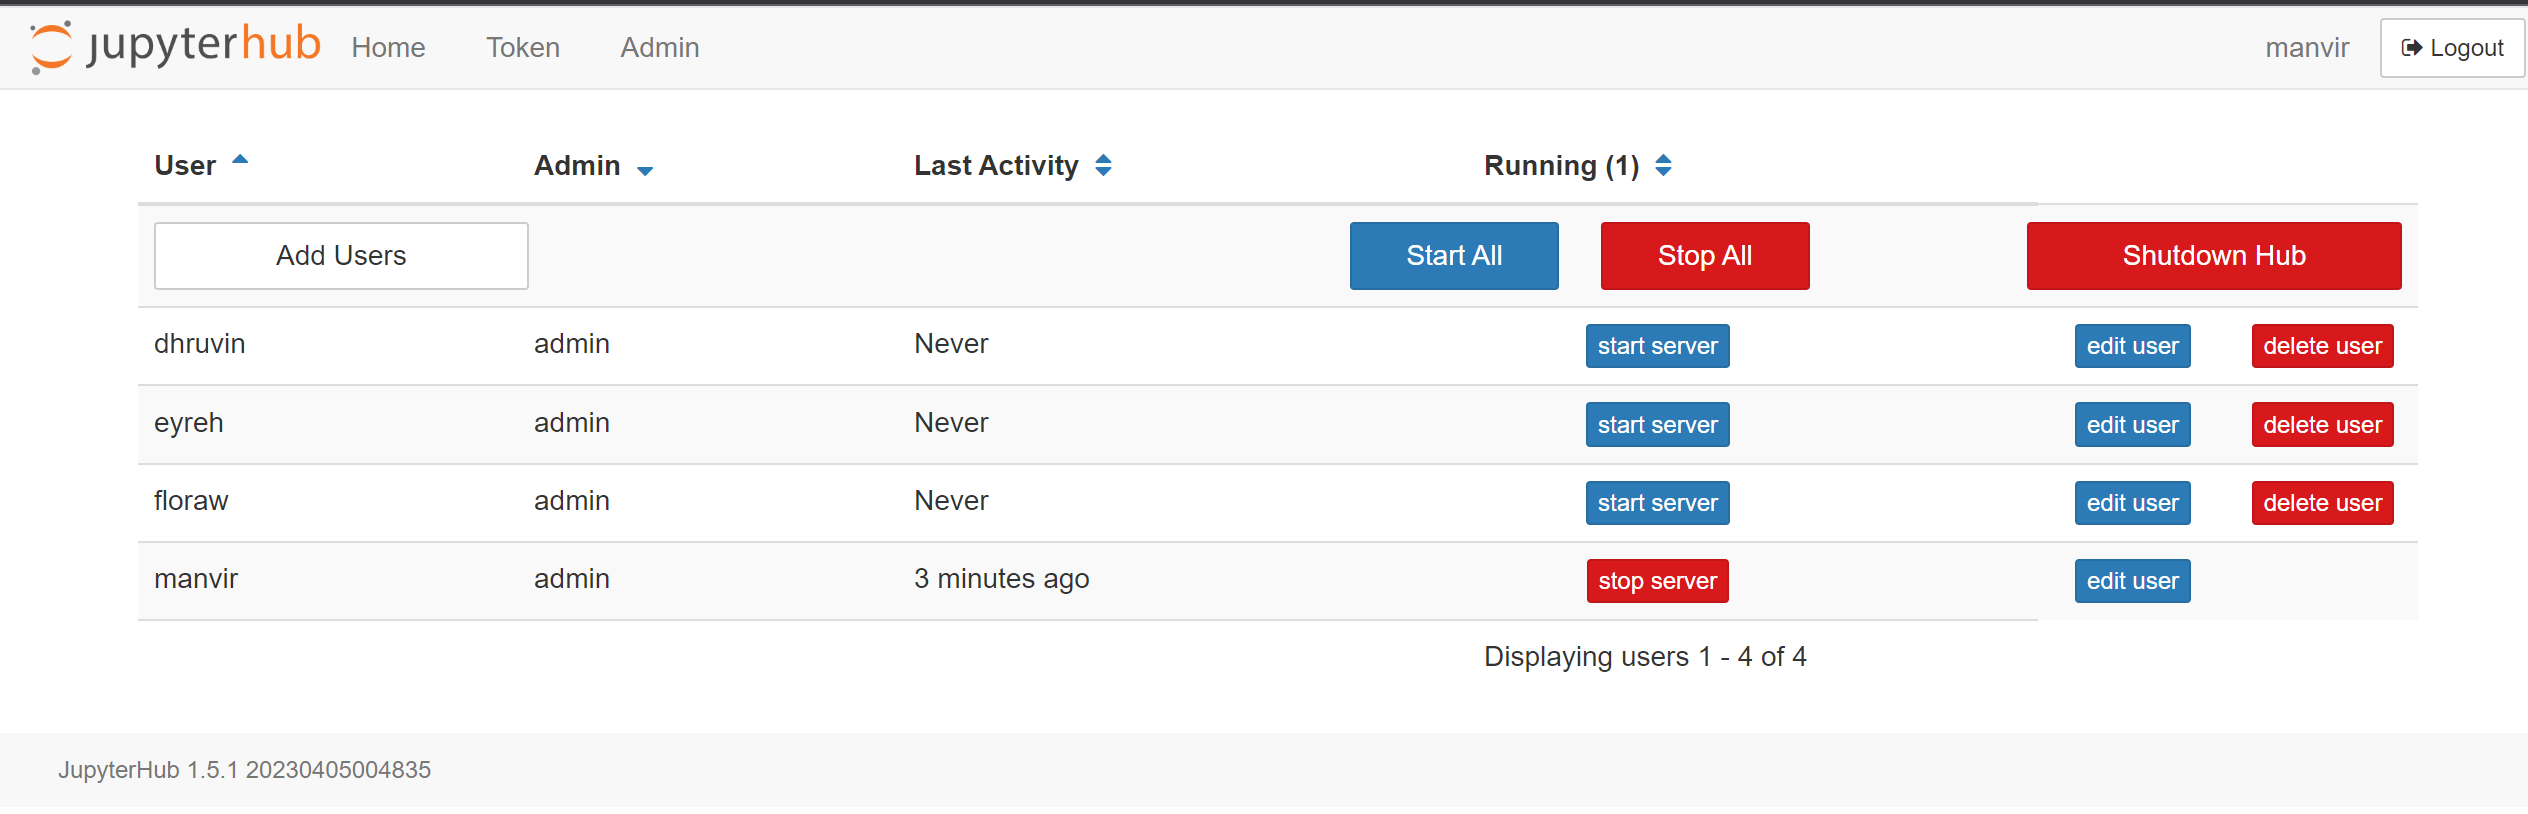 jupyterhub Home Token Admin manvir Logout
User Admin Last Activity Running (1)
Add Users Start All Stop All Shutdown Hub
dhruvin admin Never start server edit user delete user
eyreh admin Never start server edit user delete user
floraw admin Never start server edit user delete user
manvir admin 3 minutes ago stop server edit user
Displaying users 1 - 4 of 4
JupyterHub 1.5.1 20230405004835